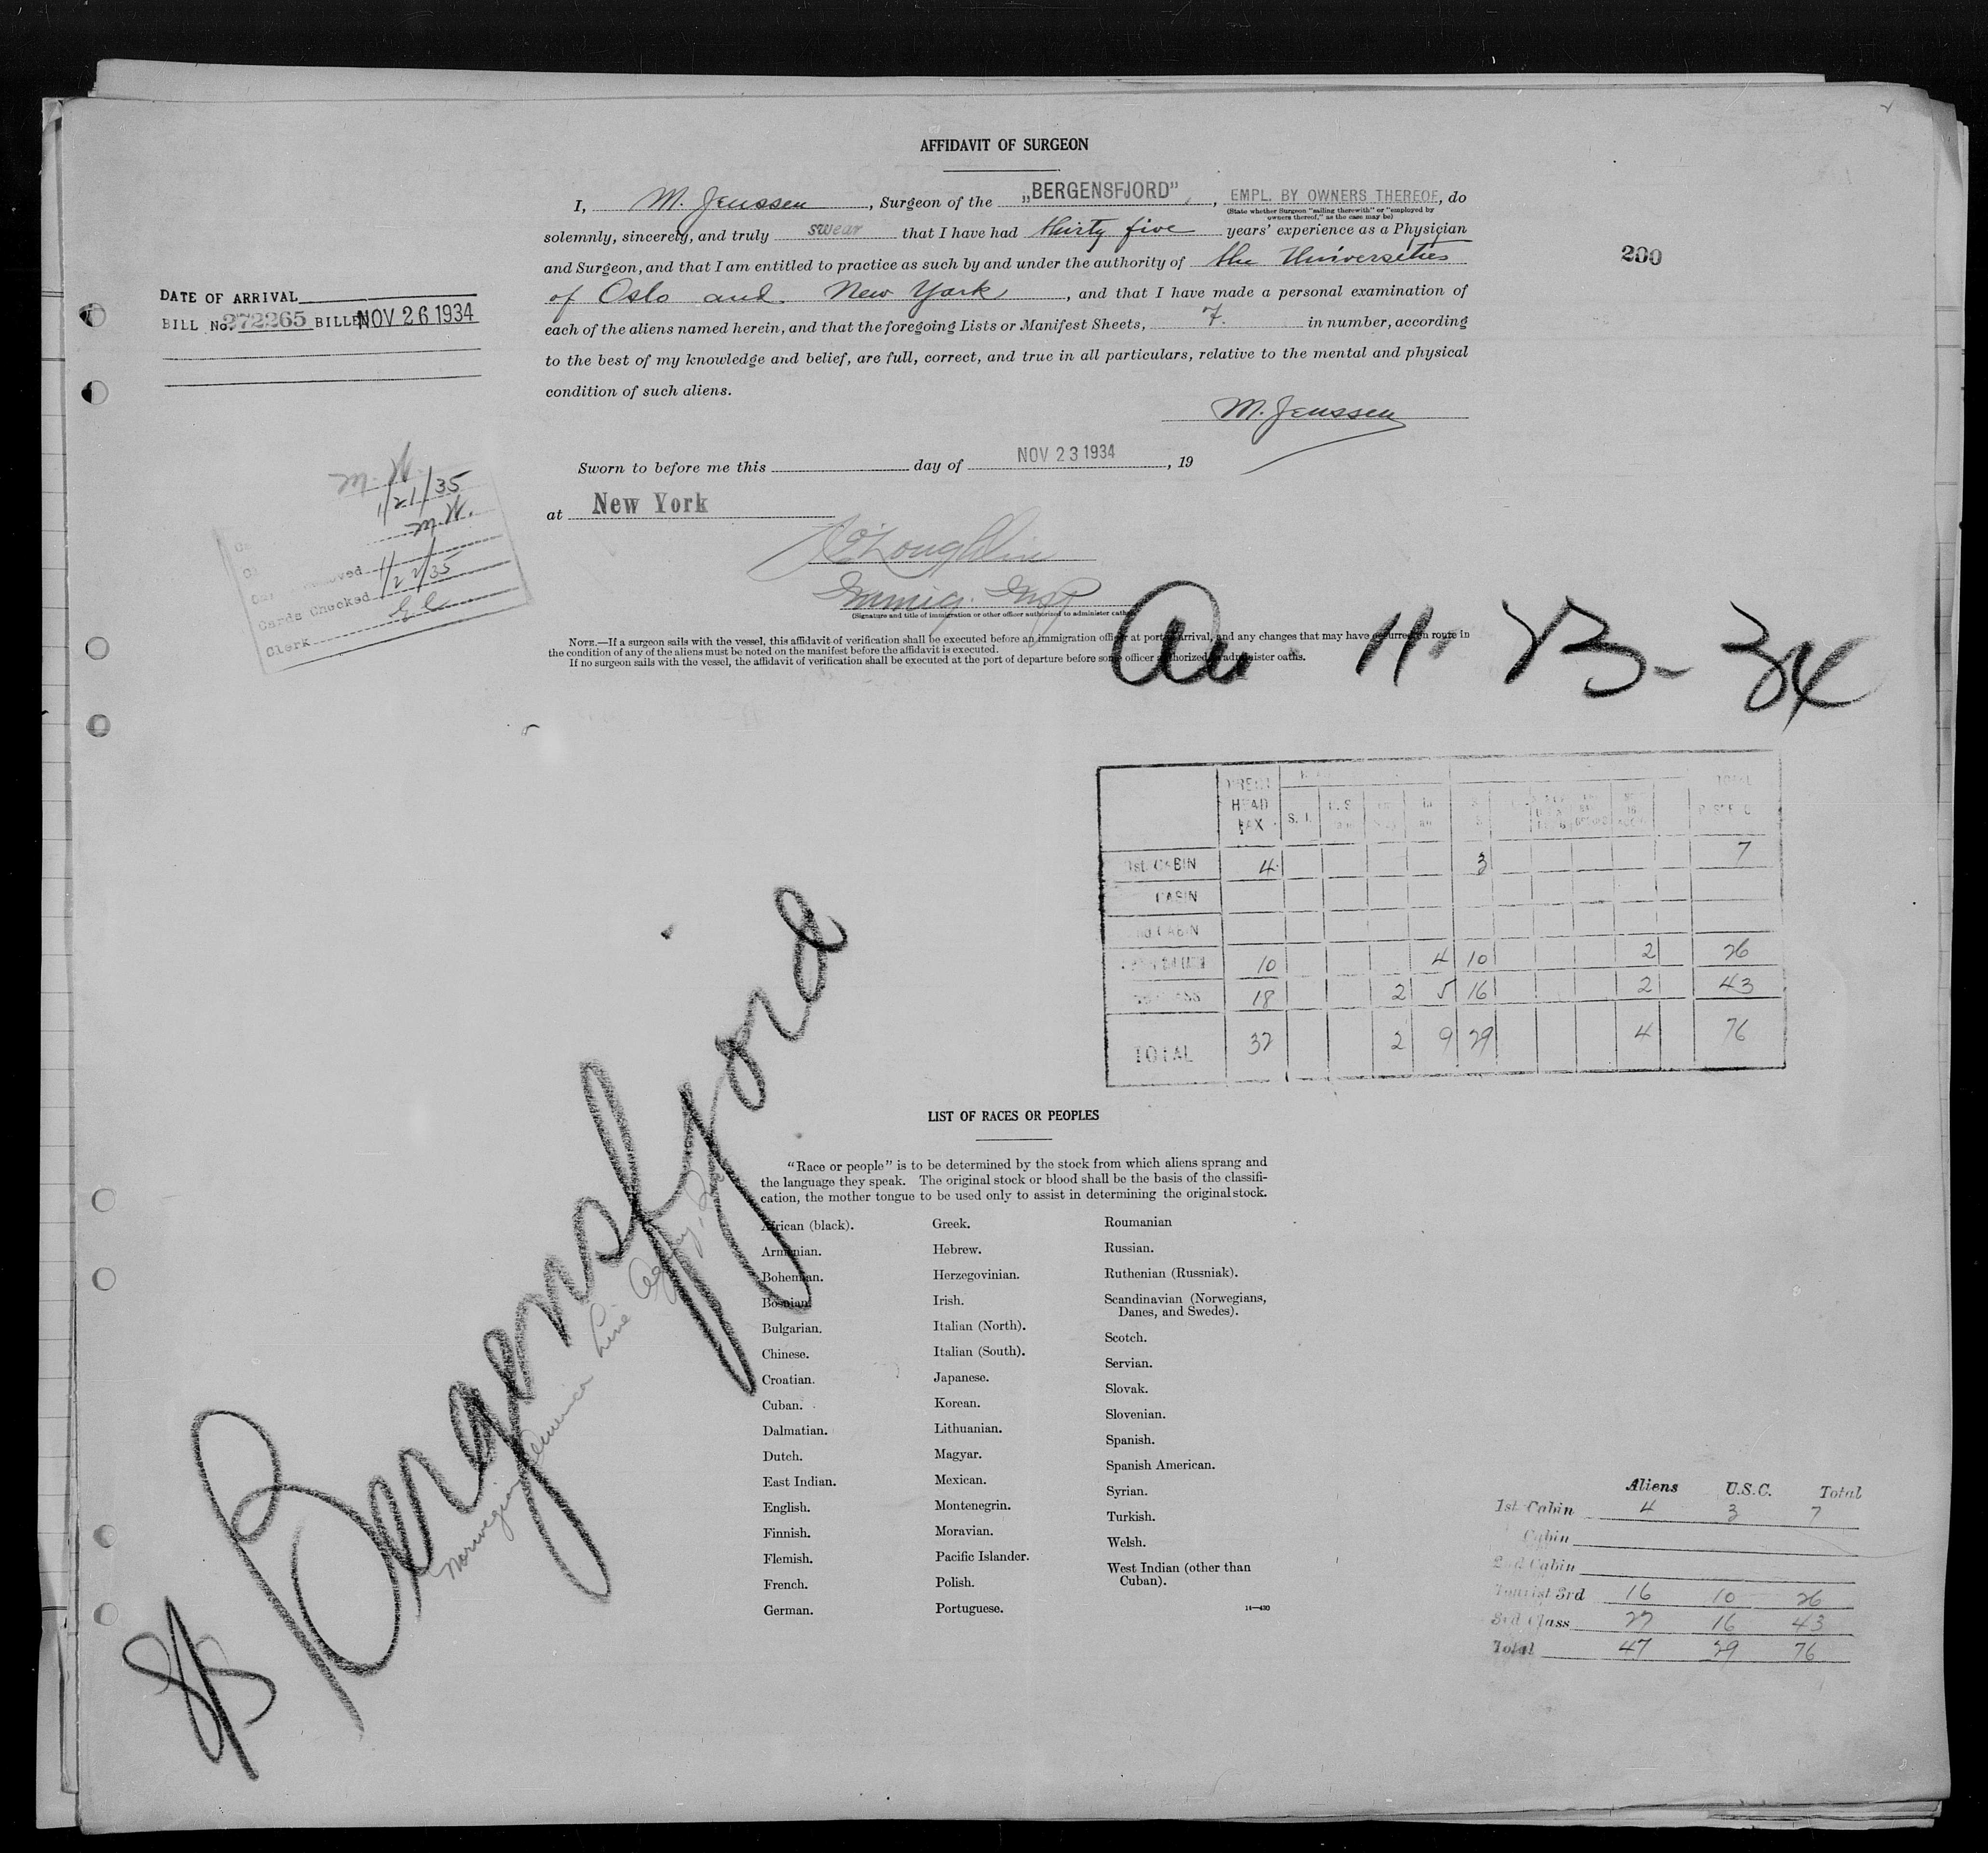 AFFIDAVIT OF SURGEON
I, M. Jenssen, Surgeon of the „BERGENSFJORD”, EMPL. BY OWNERS THEREOF, do
(State whether Surgeon "sailing therewith" or "employed by
owners thereof," as the case may be)
solemnly, sincerely, and truly swear that I have had thirty five years' experience as a Physician
and Surgeon, and that I am entitled to practice as such by and under the authority of the Universities
of Oslo and New York, and that I have made a personal examination of
each of the aliens named herein, and that the foregoing Lists or Manifest Sheets, 7. in number, according
to the best of my knowledge and belief, are full, correct, and true in all particulars, relative to the mental and physical
condition of such aliens.
M. Jenssen
200
DATE OF ARRIVAL
BILL No. 272265 BILLE NOV 26 1934
Sworn to before me this day of NOV 23 1934, 19
at New York
O'Loughlin
Immig. Insp
(Signature and title of immigration or other officer authorized to administer oaths)
M. W.
1/21/35
M.W.
1/22/35
Cards Checked
Clerk
NOTE.—If a surgeon sails with the vessel, this affidavit of verification shall be executed before an immigration officer at port of arrival, and any changes that may have occurred en route in
the condition of any of the aliens must be noted on the manifest before the affidavit is executed.
If no surgeon sails with the vessel, the affidavit of verification shall be executed at the port of departure before some officer authorized to administer oaths.
11. 23-34
DIRECT HEAD TAX S. I. TOTAL
1st. CABIN 4 3 7
CABIN
2nd CABIN
10 4 10 2 26
18 2 5 16 2 43
TOTAL 32 2 9 29 4 76
S/S Bergensfjord
Norwegian America Line
LIST OF RACES OR PEOPLES
"Race or people" is to be determined by the stock from which aliens sprang and
the language they speak. The original stock or blood shall be the basis of the classifi-
cation, the mother tongue to be used only to assist in determining the original stock.
African (black).
Armenian.
Bohemian.
Bosnian.
Bulgarian.
Chinese.
Croatian.
Cuban.
Dalmatian.
Dutch.
East Indian.
English.
Finnish.
Flemish.
French.
German.
Greek.
Hebrew.
Herzegovinian.
Irish.
Italian (North).
Italian (South).
Japanese.
Korean.
Lithuanian.
Magyar.
Mexican.
Montenegrin.
Moravian.
Pacific Islander.
Polish.
Portuguese.
Roumanian
Russian.
Ruthenian (Russniak).
Scandinavian (Norwegians,
Danes, and Swedes).
Scotch.
Servian.
Slovak.
Slovenian.
Spanish.
Spanish American.
Syrian.
Turkish.
Welsh.
West Indian (other than
Cuban).
14—430
Aliens U.S.C. Total
1st Cabin 4 3 7
Cabin
2nd Cabin
Tourist 3rd 16 10 26
3rd Class 27 16 43
Total 47 29 76